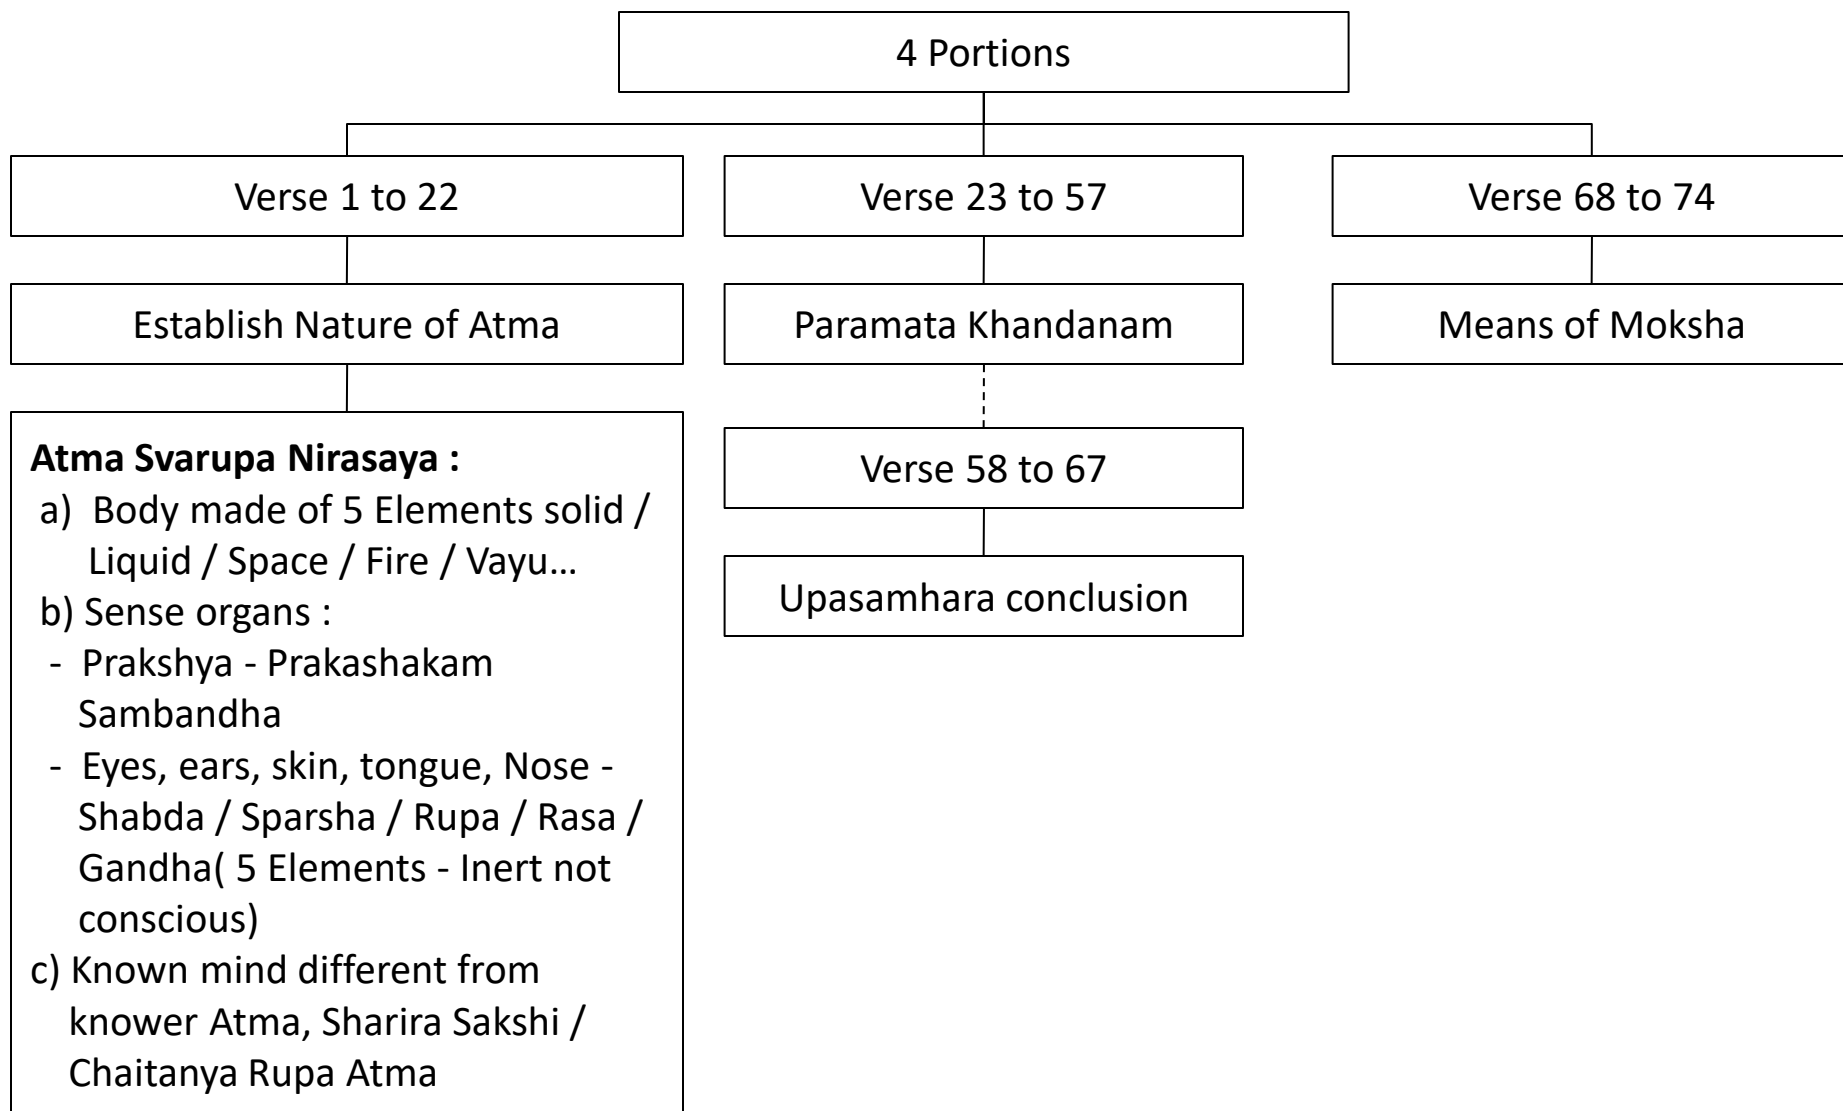 4 Portions
Verse 1 to 22
Establish Nature of Atma
Atma Svarupa Nirasaya :
a) Body made of 5 Elements solid /
Liquid / Space / Fire / Vayu...
b) Sense organs :
- Prakshya - Prakashakam
Sambandha
- Eyes, ears, skin, tongue, Nose -
Shabda / Sparsha / Rupa / Rasa /
Gandha( 5 Elements - Inert not
conscious)
c) Known mind different from
knower Atma, Sharira Sakshi /
Chaitanya Rupa Atma
Verse 23 to 57
Paramata Khandanam
Verse 58 to 67
Upasamhara conclusion
Verse 68 to 74
Means of Moksha